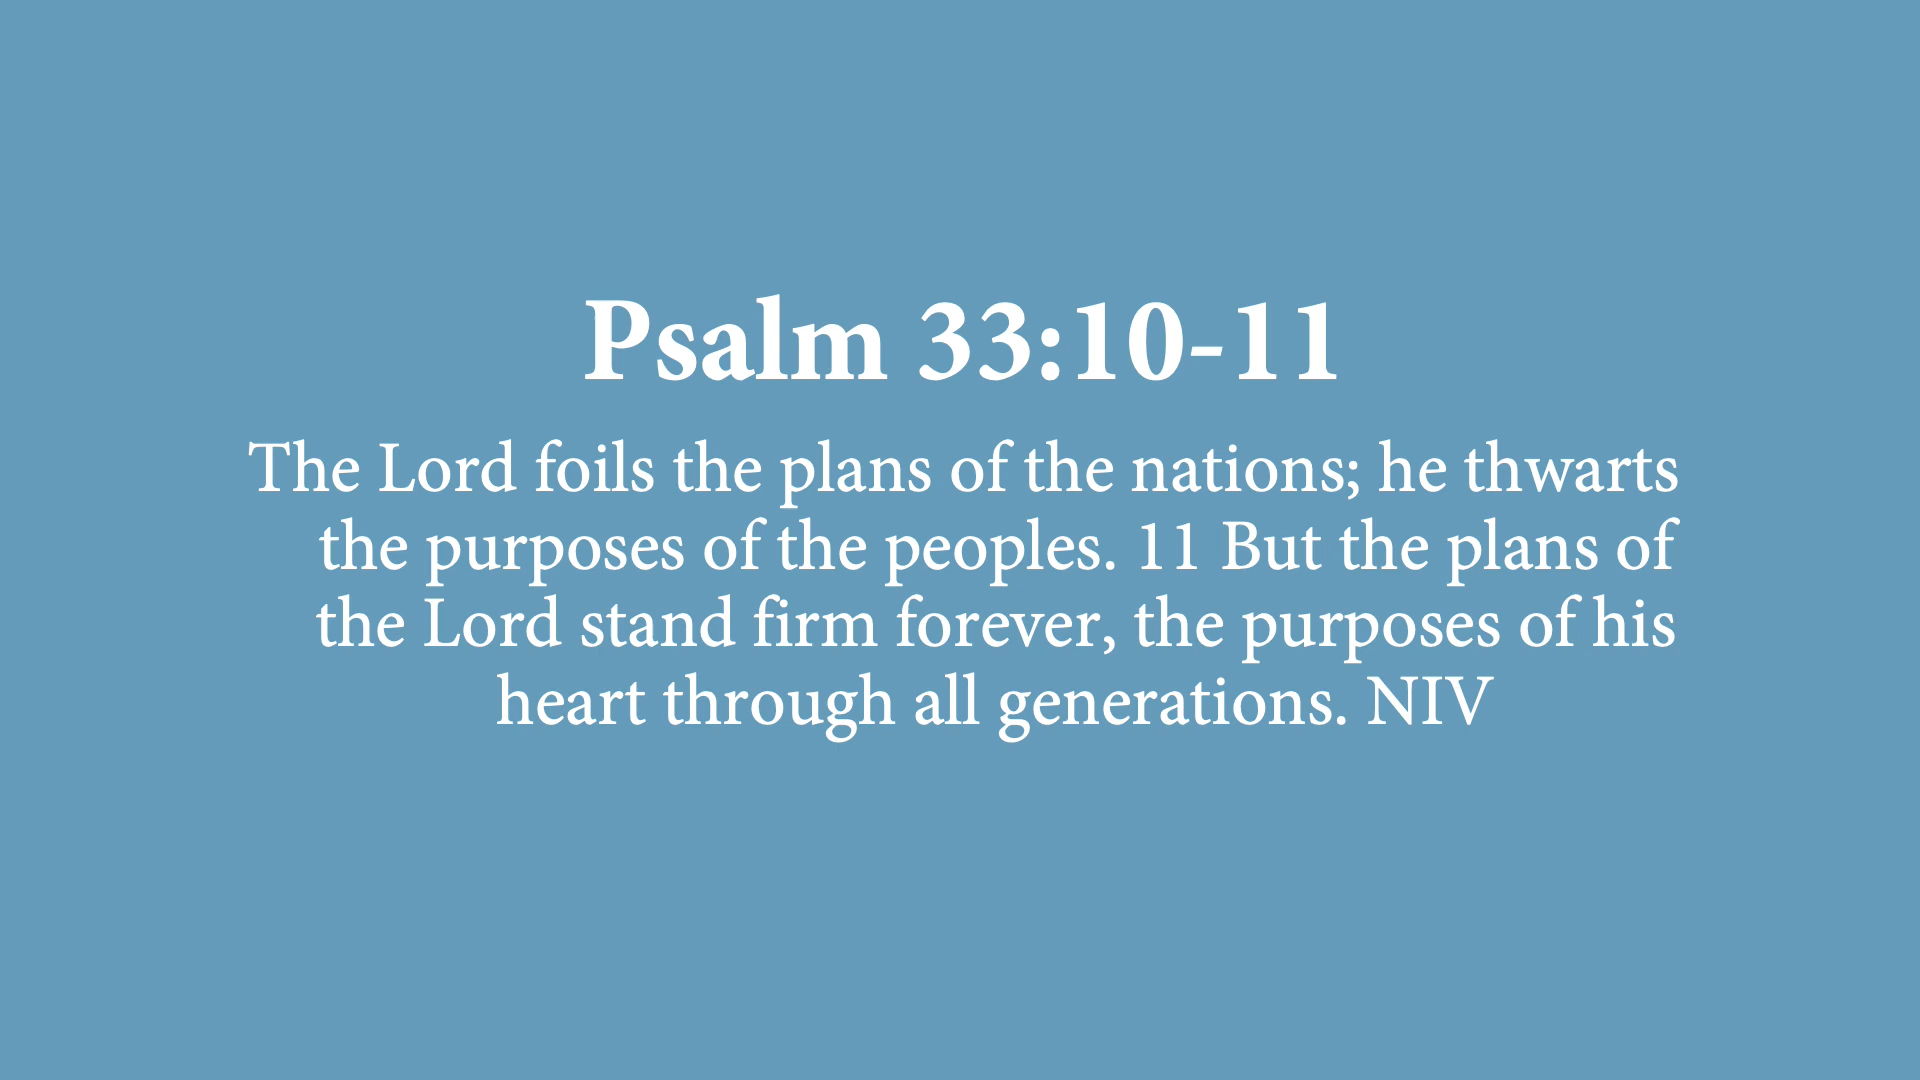 Psalm 33:10-11
The Lord foils the plans of the nations; he thwarts
the purposes of the peoples. 11 But the plans of
the Lord stand firm forever, the purposes of his
heart through all generations. NIV